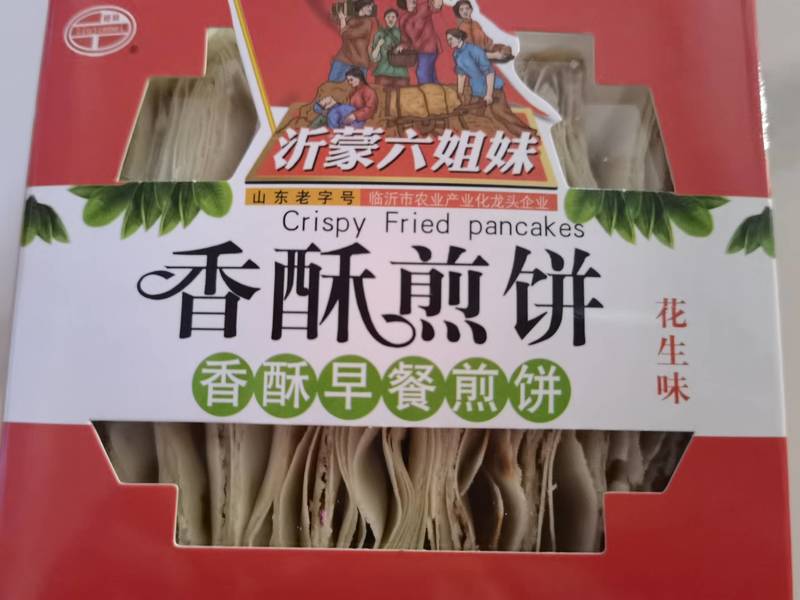 沂蒙六姐妹
山东老字号 临沂市农业产业化龙头企业
Crispy Fried pancakes
香酥煎饼
花生味
香酥早餐煎饼